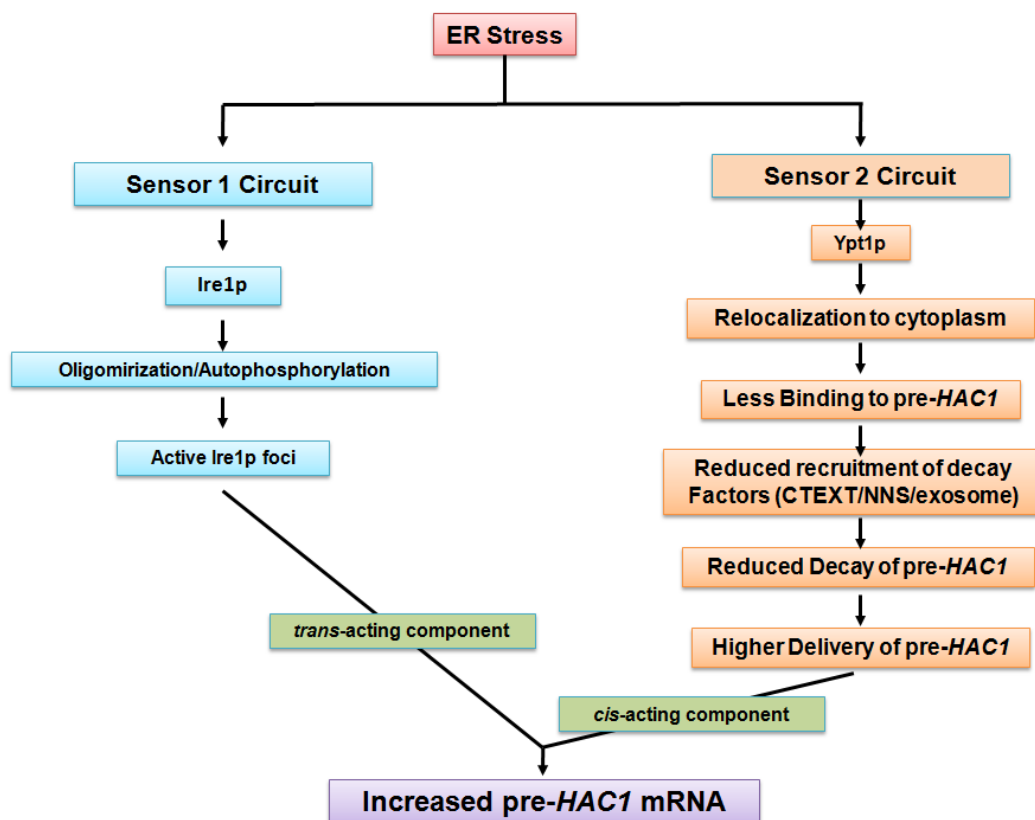 ER Stress
Sensor 1 Circuit
Ire1p
Oligomirization/Autophosphorylation
Active Ire1p foci
trans-acting component
Sensor 2 Circuit
Ypt1p
Relocalization to cytoplasm
Less Binding to pre-HAC1
Reduced recruitment of decay
Factors (CTEXT/NNS/exosome)
Reduced Decay of pre-HAC1
Higher Delivery of pre-HAC1
cis-acting component
Increased pre-HAC1 mRNA